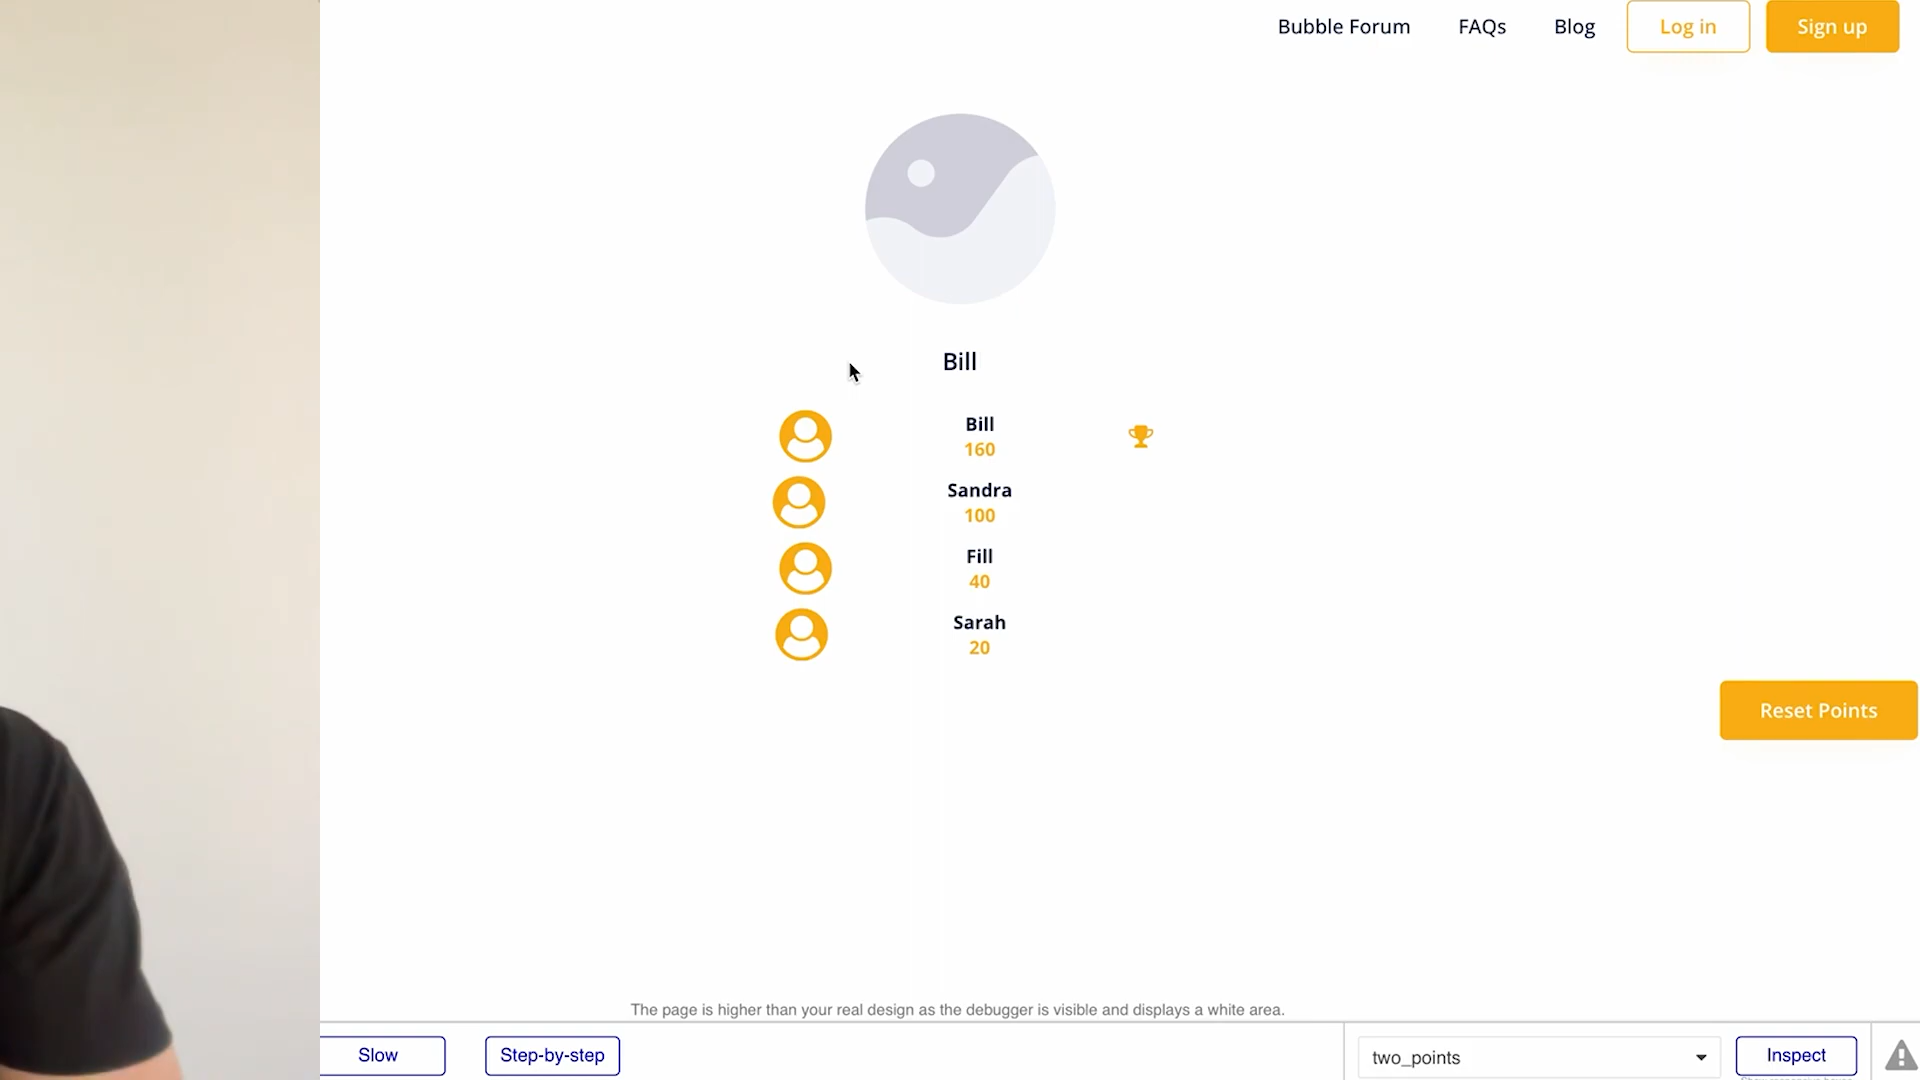 Bubble Forum FAQs Blog Log in Sign up
Bill
Bill
160
Sandra
100
Fill
40
Sarah
20
Reset Points
The page is higher than your real design as the debugger is visible and displays a white area.
Slow Step-by-step two_points Inspect